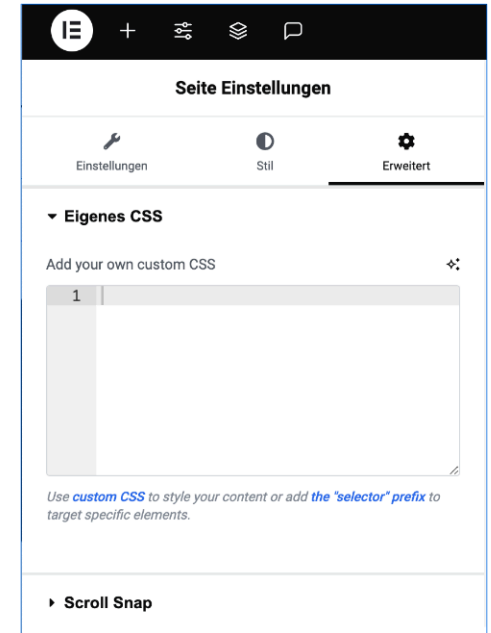 Seite Einstellungen
Einstellungen
Stil
Erweitert
Eigenes CSS
Add your own custom CSS
1
Use custom CSS to style your content or add the "selector" prefix to
target specific elements.
Scroll Snap